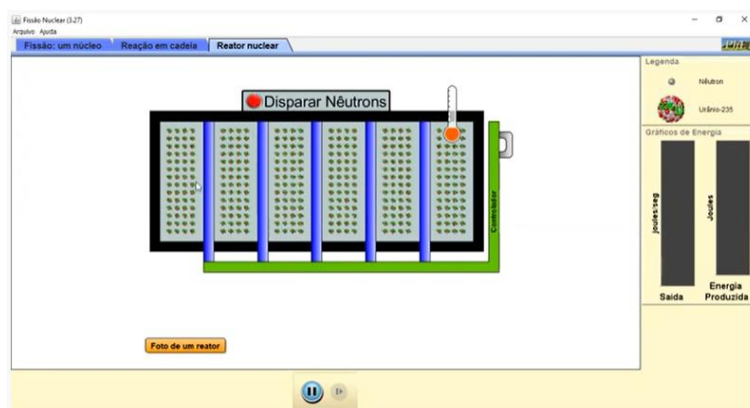 Fissão Nuclear (3.27)
Arquivo Ajuda
Fissão: um núcleo
Reação em cadeia
Reator nuclear
Disparar Nêutrons
Controlador
Foto de um reator
Legenda
Nêutron
Urânio-235
Gráficos de Energia
joules/seg
Joules
Saida
Energia
Produzida